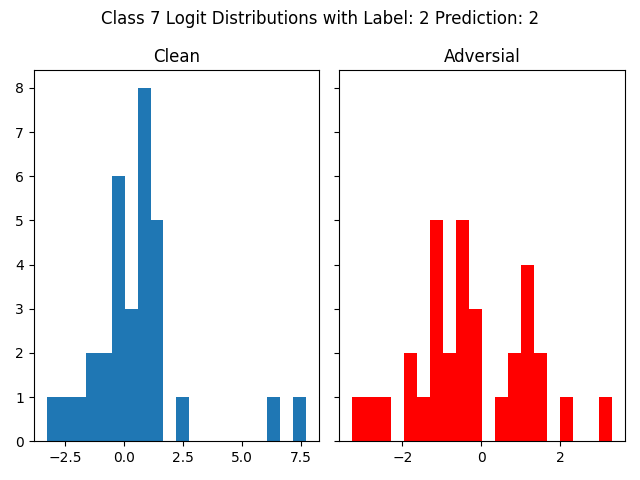 Class 7 Logit Distributions with Label: 2 Prediction: 2
Clean
Adversial
8
7
6
5
4
3
2
1
0
−2.5 0.0 2.5 5.0 7.5
−2 0 2